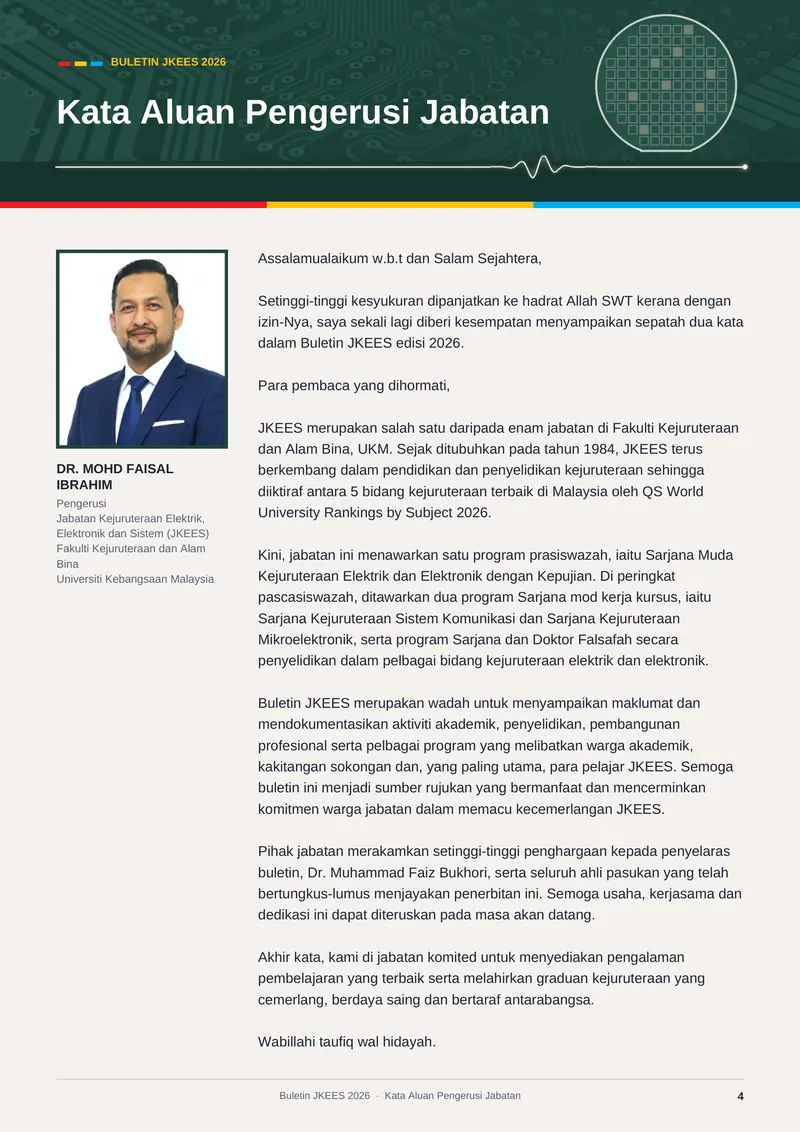 BULETIN JKEES 2026
Kata Aluan Pengerusi Jabatan
DR. MOHD FAISAL
IBRAHIM
Pengerusi
Jabatan Kejuruteraan Elektrik,
Elektronik dan Sistem (JKEES)
Fakulti Kejuruteraan dan Alam
Bina
Universiti Kebangsaan Malaysia
Assalamualaikum w.b.t dan Salam Sejahtera,
Setinggi-tinggi kesyukuran dipanjatkan ke hadrat Allah SWT kerana dengan
izin-Nya, saya sekali lagi diberi kesempatan menyampaikan sepatah dua kata
dalam Buletin JKEES edisi 2026.
Para pembaca yang dihormati,
JKEES merupakan salah satu daripada enam jabatan di Fakulti Kejuruteraan
dan Alam Bina, UKM. Sejak ditubuhkan pada tahun 1984, JKEES terus
berkembang dalam pendidikan dan penyelidikan kejuruteraan sehingga
diiktiraf antara 5 bidang kejuruteraan terbaik di Malaysia oleh QS World
University Rankings by Subject 2026.
Kini, jabatan ini menawarkan satu program prasiswazah, iaitu Sarjana Muda
Kejuruteraan Elektrik dan Elektronik dengan Kepujian. Di peringkat
pascasiswazah, ditawarkan dua program Sarjana mod kerja kursus, iaitu
Sarjana Kejuruteraan Sistem Komunikasi dan Sarjana Kejuruteraan
Mikroelektronik, serta program Sarjana dan Doktor Falsafah secara
penyelidikan dalam pelbagai bidang kejuruteraan elektrik dan elektronik.
Buletin JKEES merupakan wadah untuk menyampaikan maklumat dan
mendokumentasikan aktiviti akademik, penyelidikan, pembangunan
profesional serta pelbagai program yang melibatkan warga akademik,
kakitangan sokongan dan, yang paling utama, para pelajar JKEES. Semoga
buletin ini menjadi sumber rujukan yang bermanfaat dan mencerminkan
komitmen warga jabatan dalam memacu kecemerlangan JKEES.
Pihak jabatan merakamkan setinggi-tinggi penghargaan kepada penyelaras
buletin, Dr. Muhammad Faiz Bukhori, serta seluruh ahli pasukan yang telah
bertungkus-lumus menjayakan penerbitan ini. Semoga usaha, kerjasama dan
dedikasi ini dapat diteruskan pada masa akan datang.
Akhir kata, kami di jabatan komited untuk menyediakan pengalaman
pembelajaran yang terbaik serta melahirkan graduan kejuruteraan yang
cemerlang, berdaya saing dan bertaraf antarabangsa.
Wabillahi taufiq wal hidayah.
Buletin JKEES 2026 · Kata Aluan Pengerusi Jabatan
4